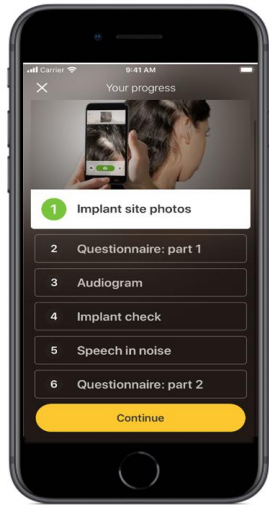 Carrier 9:41 AM
Your progress
1 Implant site photos
2 Questionnaire: part 1
3 Audiogram
4 Implant check
5 Speech in noise
6 Questionnaire: part 2
Continue